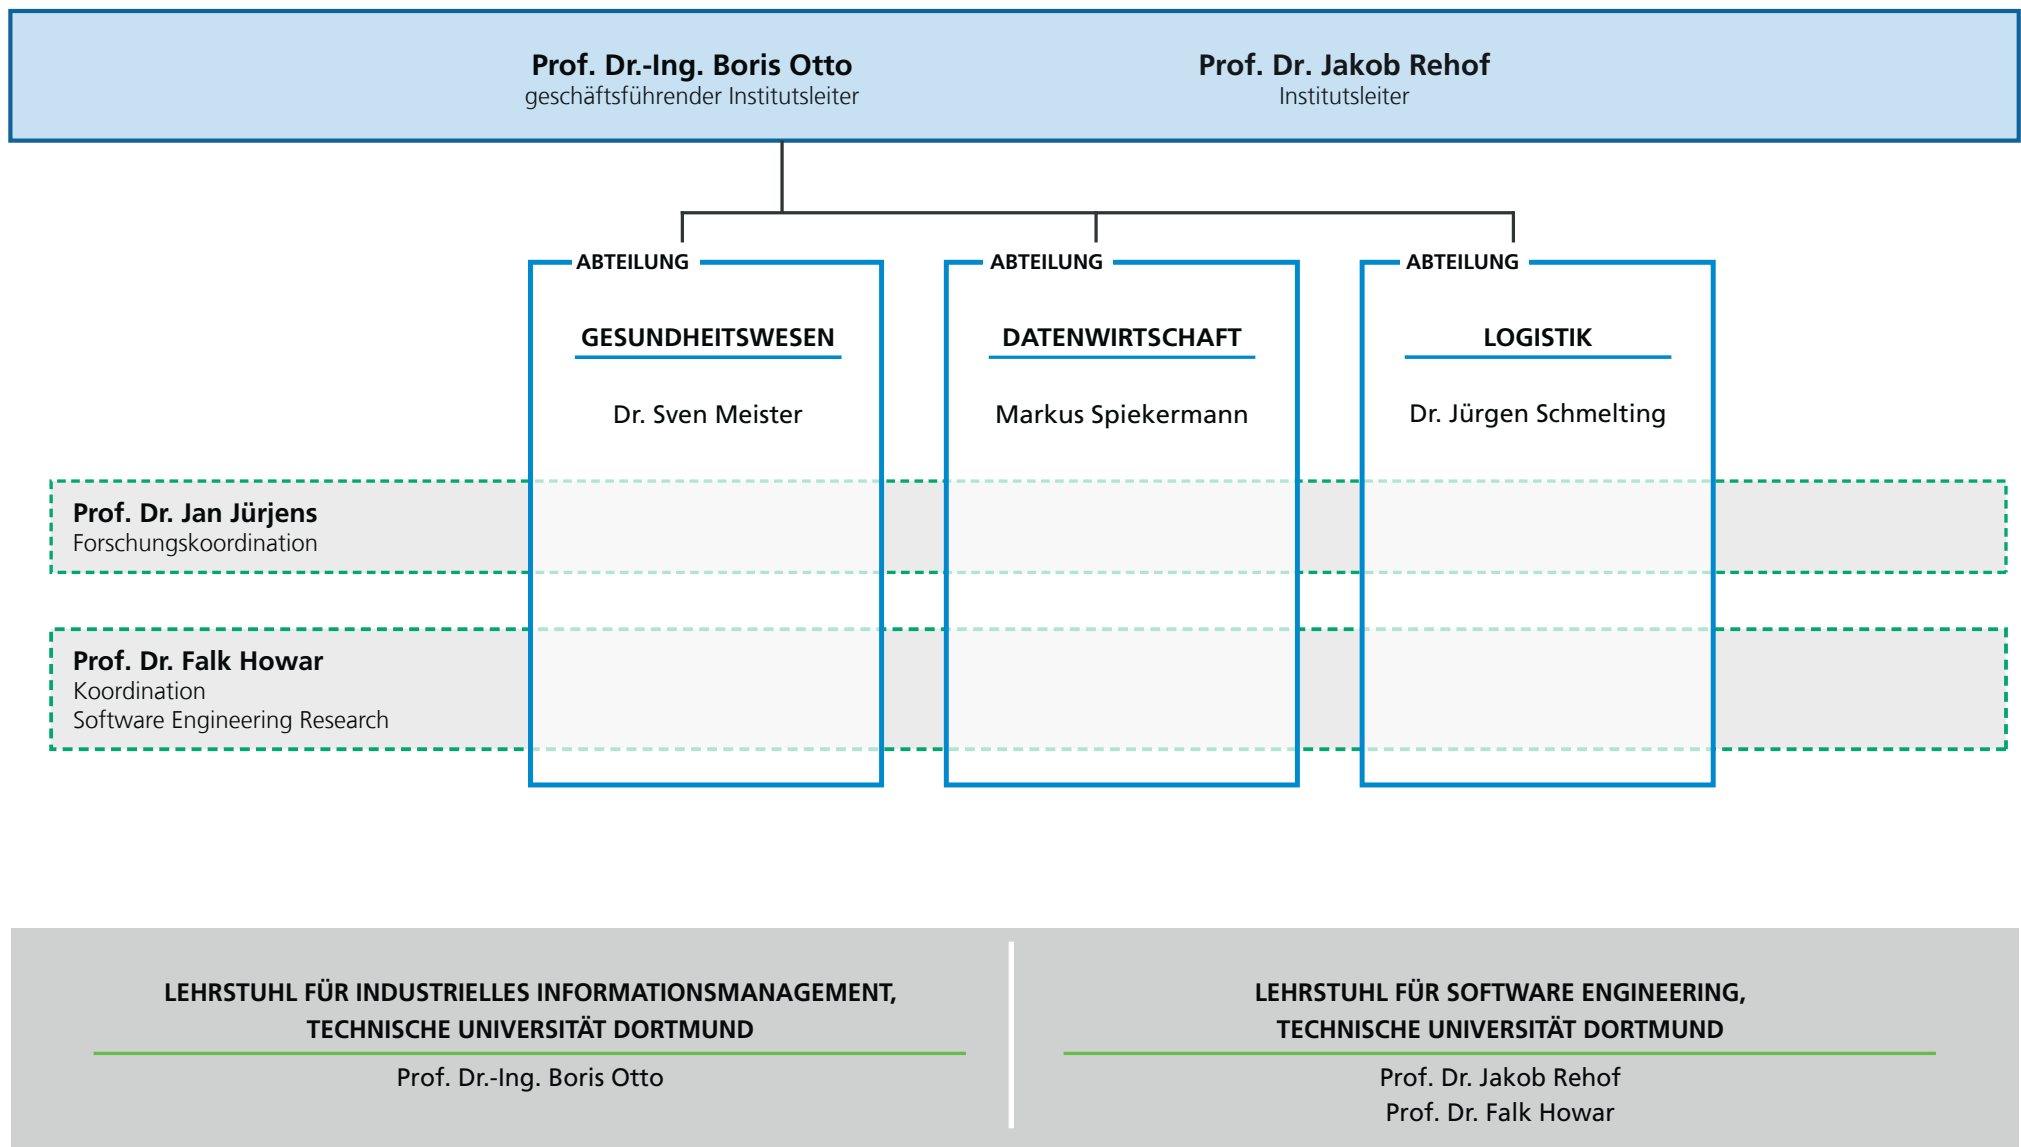 Prof. Dr.-Ing. Boris Otto
geschäftsführender Institutsleiter
Prof. Dr. Jakob Rehof
Institutsleiter
ABTEILUNG
GESUNDHEITSWESEN
Dr. Sven Meister
ABTEILUNG
DATENWIRTSCHAFT
Markus Spiekermann
ABTEILUNG
LOGISTIK
Dr. Jürgen Schmelting
Prof. Dr. Jan Jürjens
Forschungskoordination
Prof. Dr. Falk Howar
Koordination
Software Engineering Research
LEHRSTUHL FÜR INDUSTRIELLES INFORMATIONSMANAGEMENT,
TECHNISCHE UNIVERSITÄT DORTMUND
Prof. Dr.-Ing. Boris Otto
LEHRSTUHL FÜR SOFTWARE ENGINEERING,
TECHNISCHE UNIVERSITÄT DORTMUND
Prof. Dr. Jakob Rehof
Prof. Dr. Falk Howar